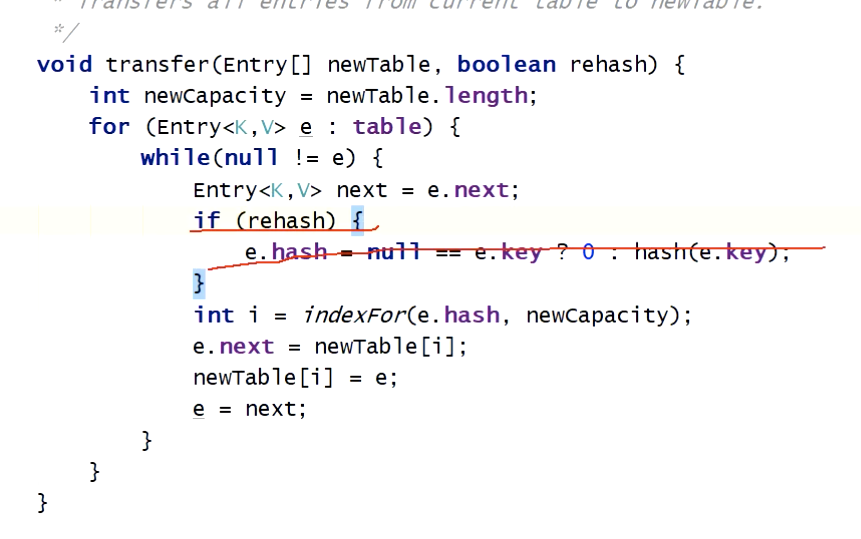 * Transfers all entries from current table to newTable.
*/
void transfer(Entry[] newTable, boolean rehash) {
int newCapacity = newTable.length;
for (Entry<K,V> e : table) {
while(null != e) {
Entry<K,V> next = e.next;
if (rehash) {
e.hash = null == e.key ? 0 : hash(e.key);
}
int i = indexFor(e.hash, newCapacity);
e.next = newTable[i];
newTable[i] = e;
e = next;
}
}
}